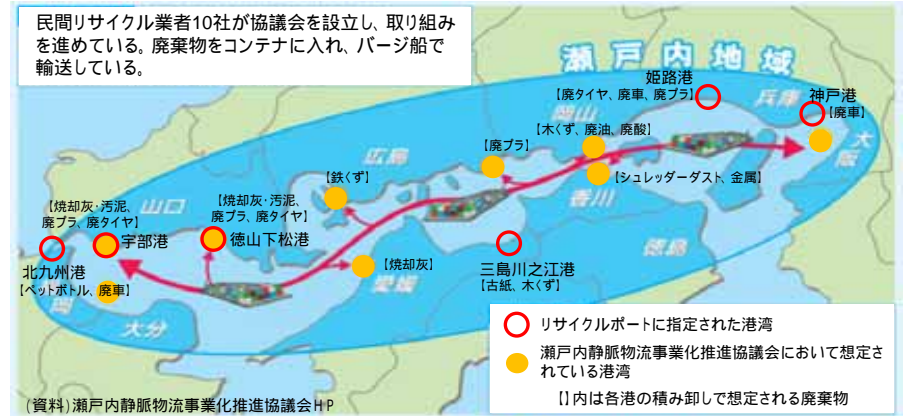 民間リサイクル業者10社が協議会を設立し、取り組み
を進めている。廃棄物をコンテナに入れ、バージ船で
輸送している。
瀬戸内地域
姫路港
【廃タイヤ、廃車、廃プラ】
兵庫
神戸港
【廃車】
大阪
岡山
【木くず、廃油、廃酸】
【廃プラ】
広島
【鉄くず】
【シュレッダーダスト、金属】
香川
徳島
【焼却灰・汚泥、
廃プラ、廃タイヤ】
山口
【焼却灰・汚泥、
廃プラ、廃タイヤ】
宇部港
徳山下松港
北九州港
【ペットボトル、廃車】
【焼却灰】
愛媛
三島川之江港
【古紙、木くず】
岡
大分
リサイクルポートに指定された港湾
瀬戸内静脈物流事業化推進協議会において想定さ
れている港湾
【】内は各港の積み卸しで想定される廃棄物
(資料)瀬戸内静脈物流事業化推進協議会HP